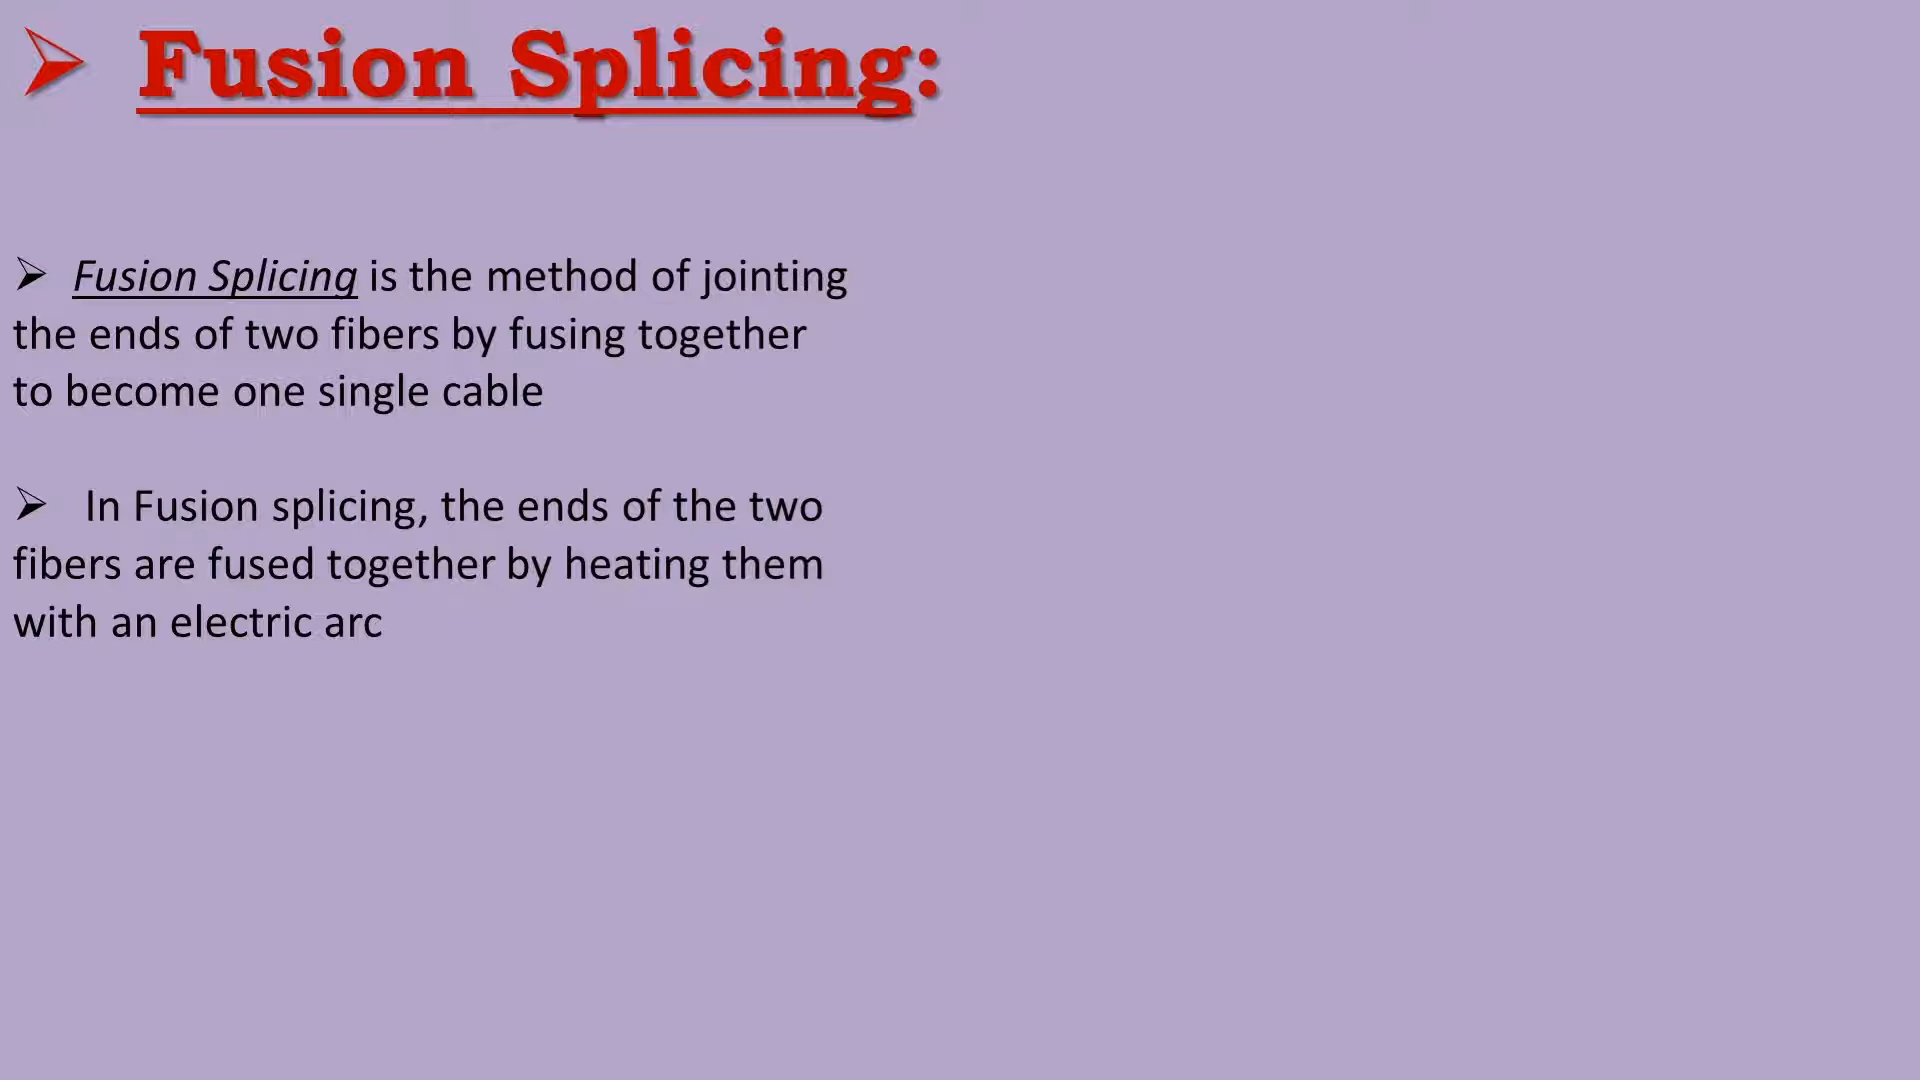 ➢ Fusion Splicing:
➢ Fusion Splicing is the method of jointing
the ends of two fibers by fusing together
to become one single cable
➢ In Fusion splicing, the ends of the two
fibers are fused together by heating them
with an electric arc